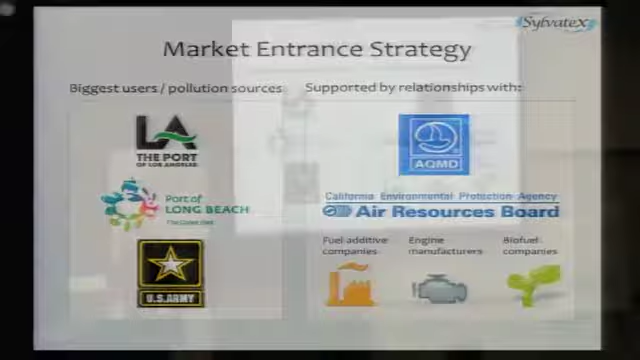 Sylvatex
Market Entrance Strategy
Biggest users / pollution sources
Supported by relationships with:
LA
THE PORT
OF LOS ANGELES
Port of
LONG BEACH
U.S.ARMY
AQMD
California Environmental Protection Agency
Air Resources Board
Fuel additive
companies
Engine
manufacturers
Biofuel
companies